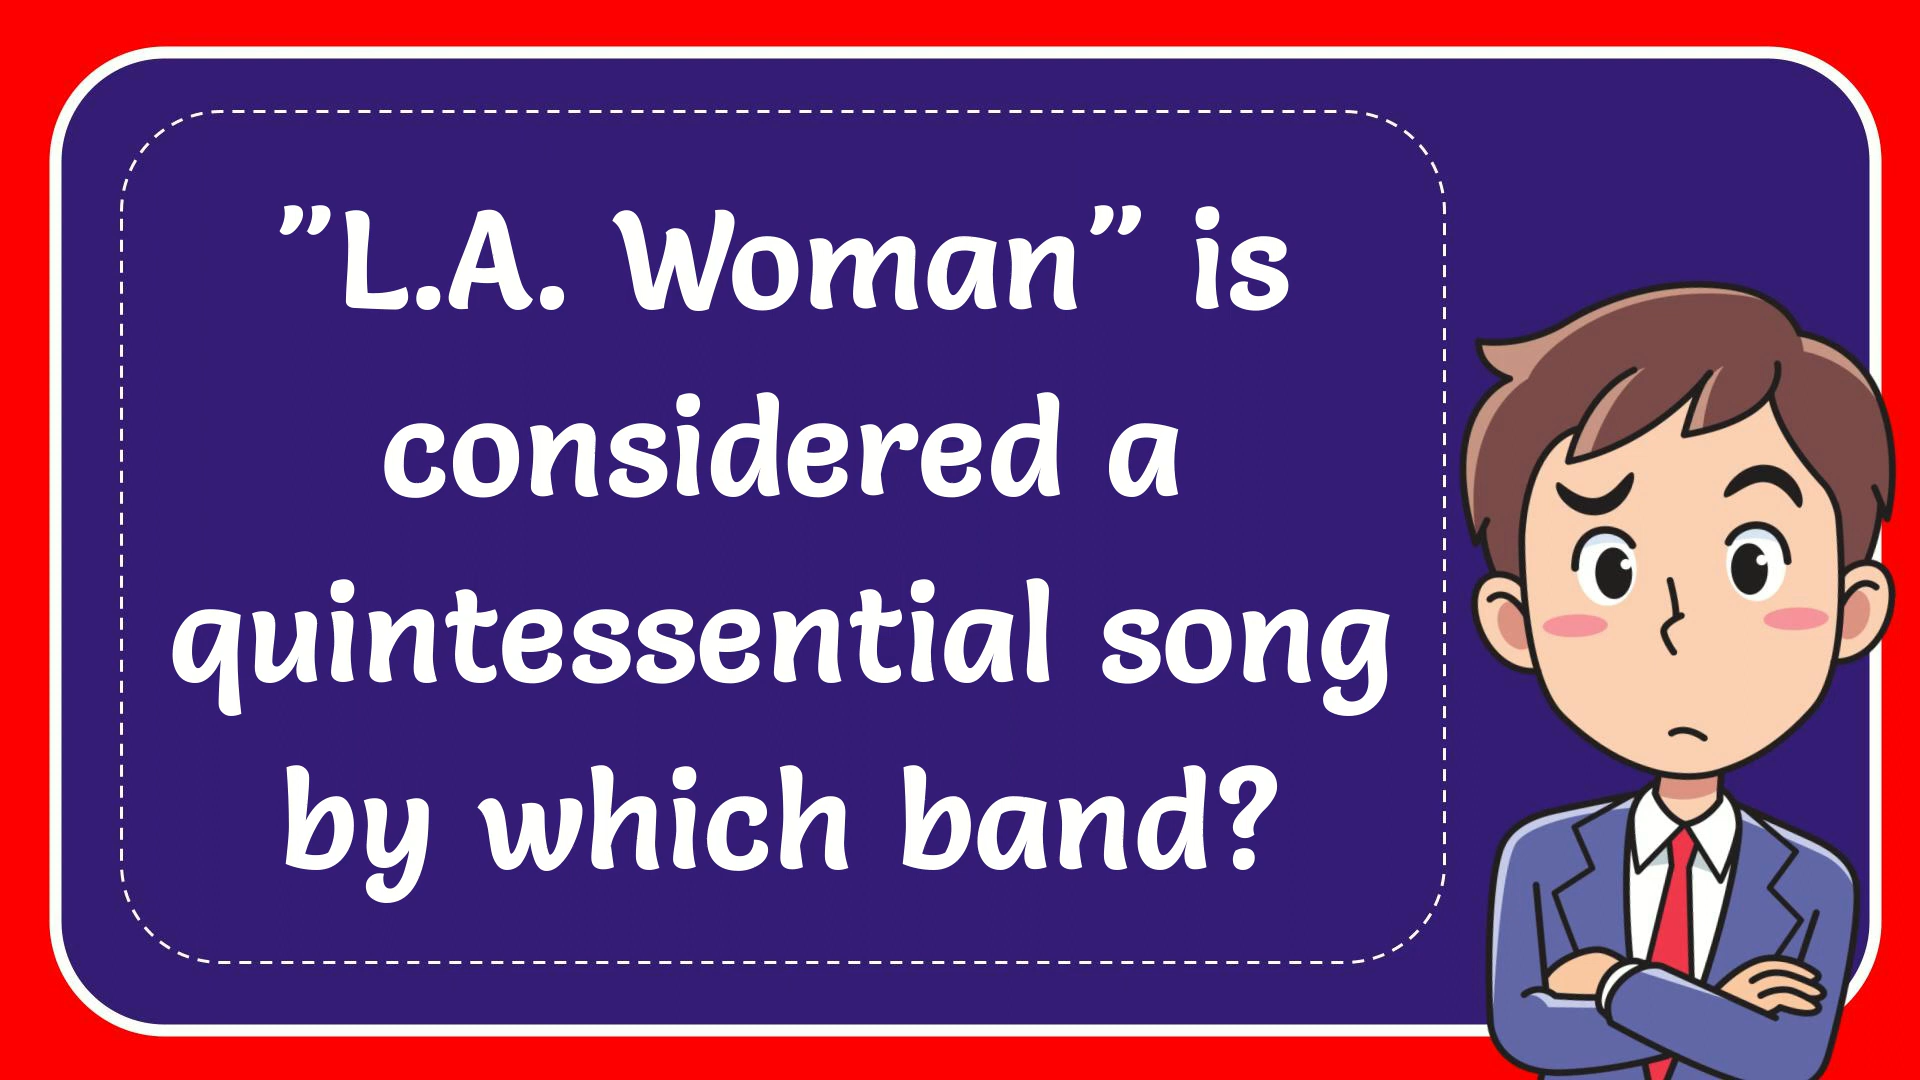 ”L.A. Woman” is
considered a
quintessential song
by which band?